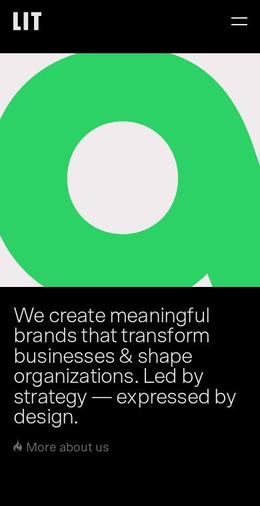 LIT
We create meaningful
brands that transform
businesses & shape
organizations. Led by
strategy — expressed by
design.
More about us